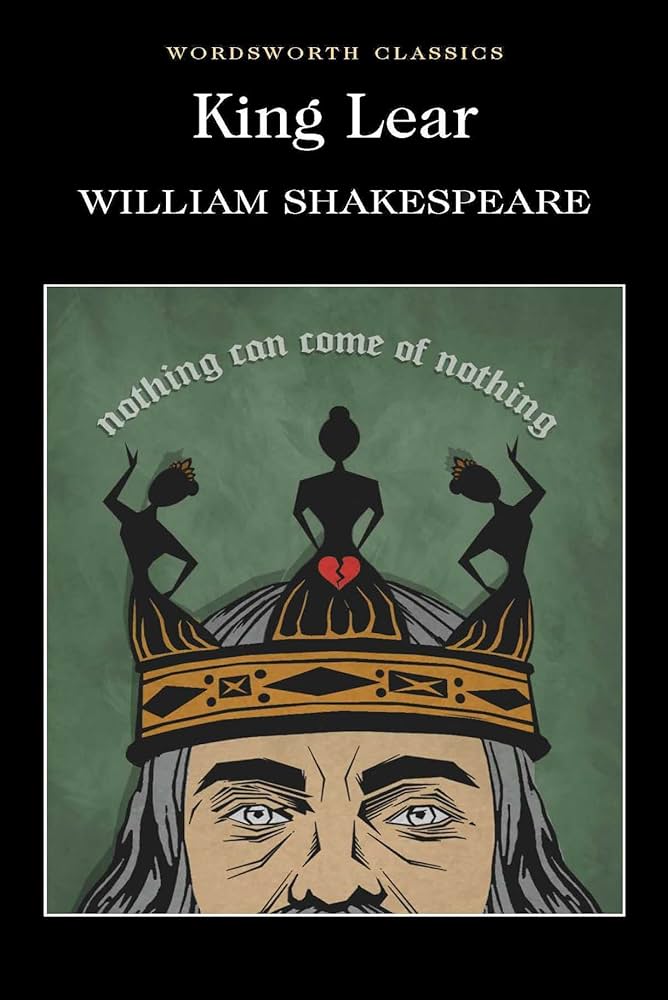 WORDSWORTH CLASSICS
King Lear
WILLIAM SHAKESPEARE
nothing can come of nothing